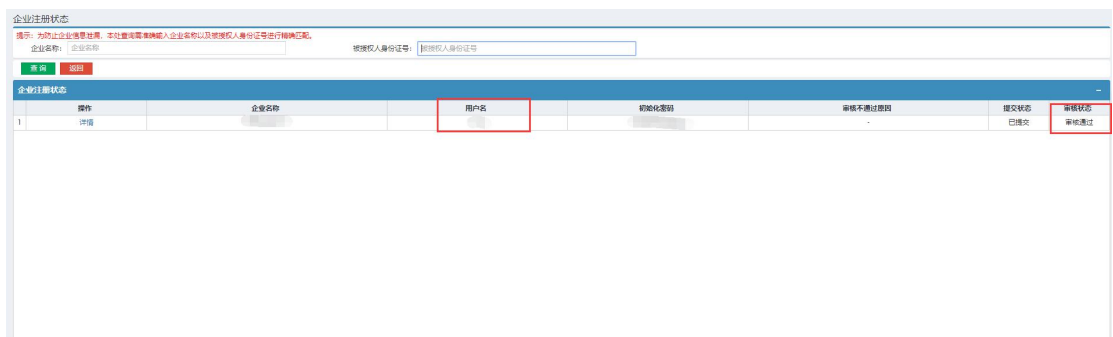 企业注册状态
提示：为防止企业信息泄漏，本处查询需准确输入企业名称以及被授权人身份证号进行精确匹配。
企业名称： 企业名称 被授权人身份证号： 被授权人身份证号
查询 返回
企业注册状态 −
操作 企业名称 用户名 初始化密码 审核不通过原因 提交状态 审核状态
1 详情 - 已提交 审核通过